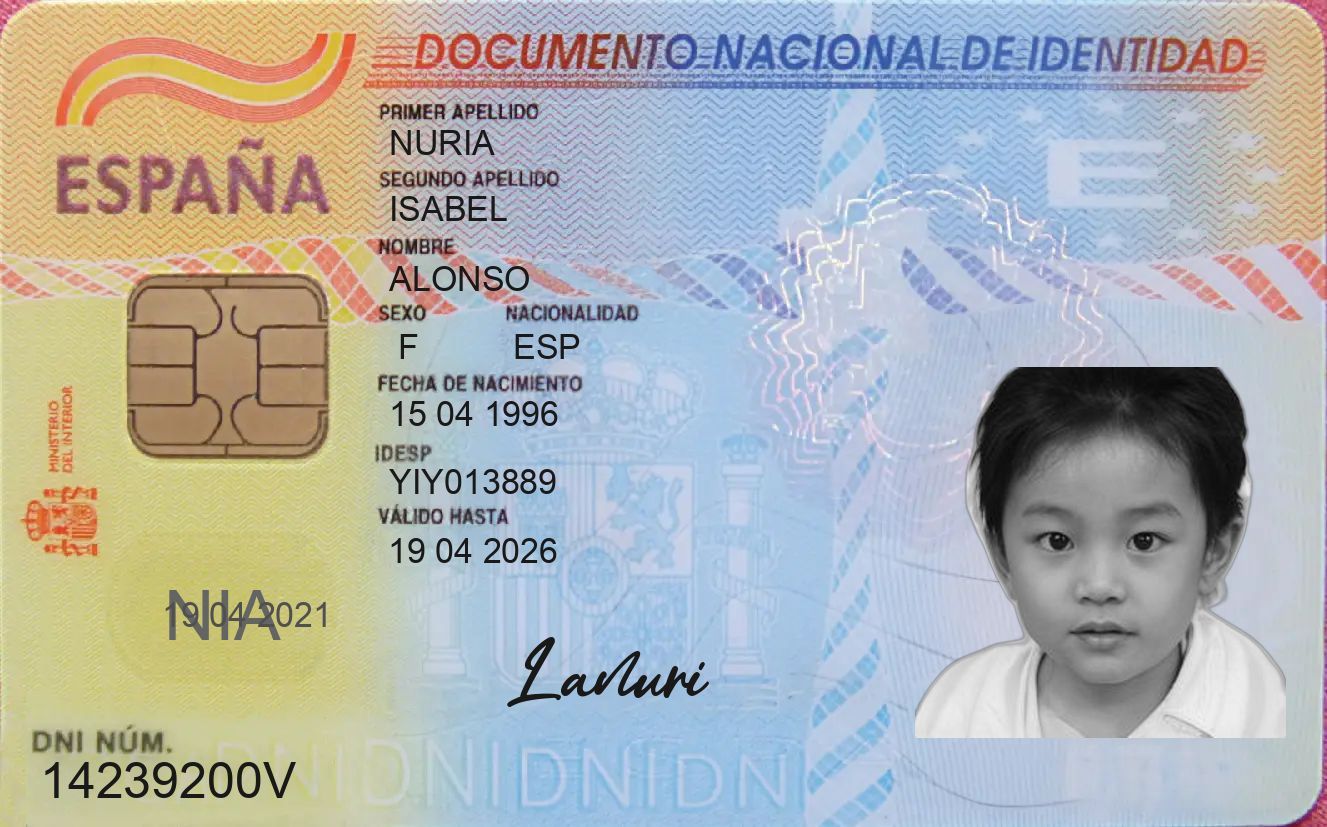 DOCUMENTO NACIONAL DE IDENTIDAD
ESPAÑA
PRIMER APELLIDO
NURIA
SEGUNDO APELLIDO
ISABEL
NOMBRE
ALONSO
SEXO NACIONALIDAD
F ESP
FECHA DE NACIMIENTO
15 04 1996
IDESP
YIY013889
VÁLIDO HASTA
19 04 2026
MINISTERIO
DEL INTERIOR
E
NIA
19 04 2021
Lanuri
DNI NÚM.
14239200V
DNIDNIDNIDNI